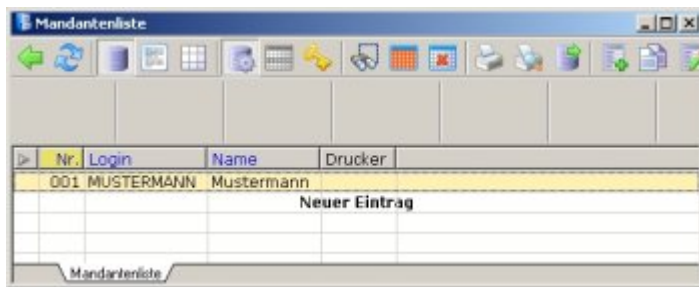 Mandantenliste
Nr. Login Name Drucker
001 MUSTERMANN Mustermann
Neuer Eintrag
Mandantenliste